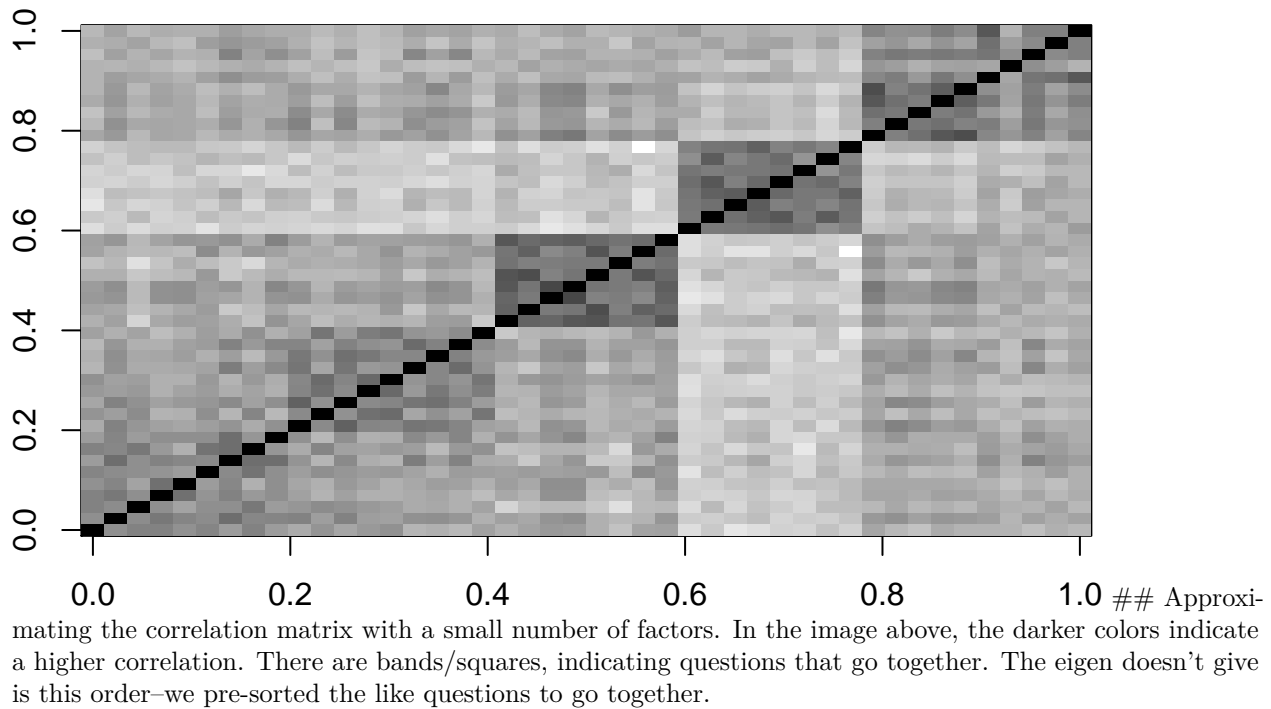 1.0
0.8
0.6
0.4
0.2
0.0
0.0 0.2 0.4 0.6 0.8 1.0 ## Approxi-
mating the correlation matrix with a small number of factors. In the image above, the darker colors indicate
a higher correlation. There are bands/squares, indicating questions that go together. The eigen doesn't give
is this order–we pre-sorted the like questions to go together.